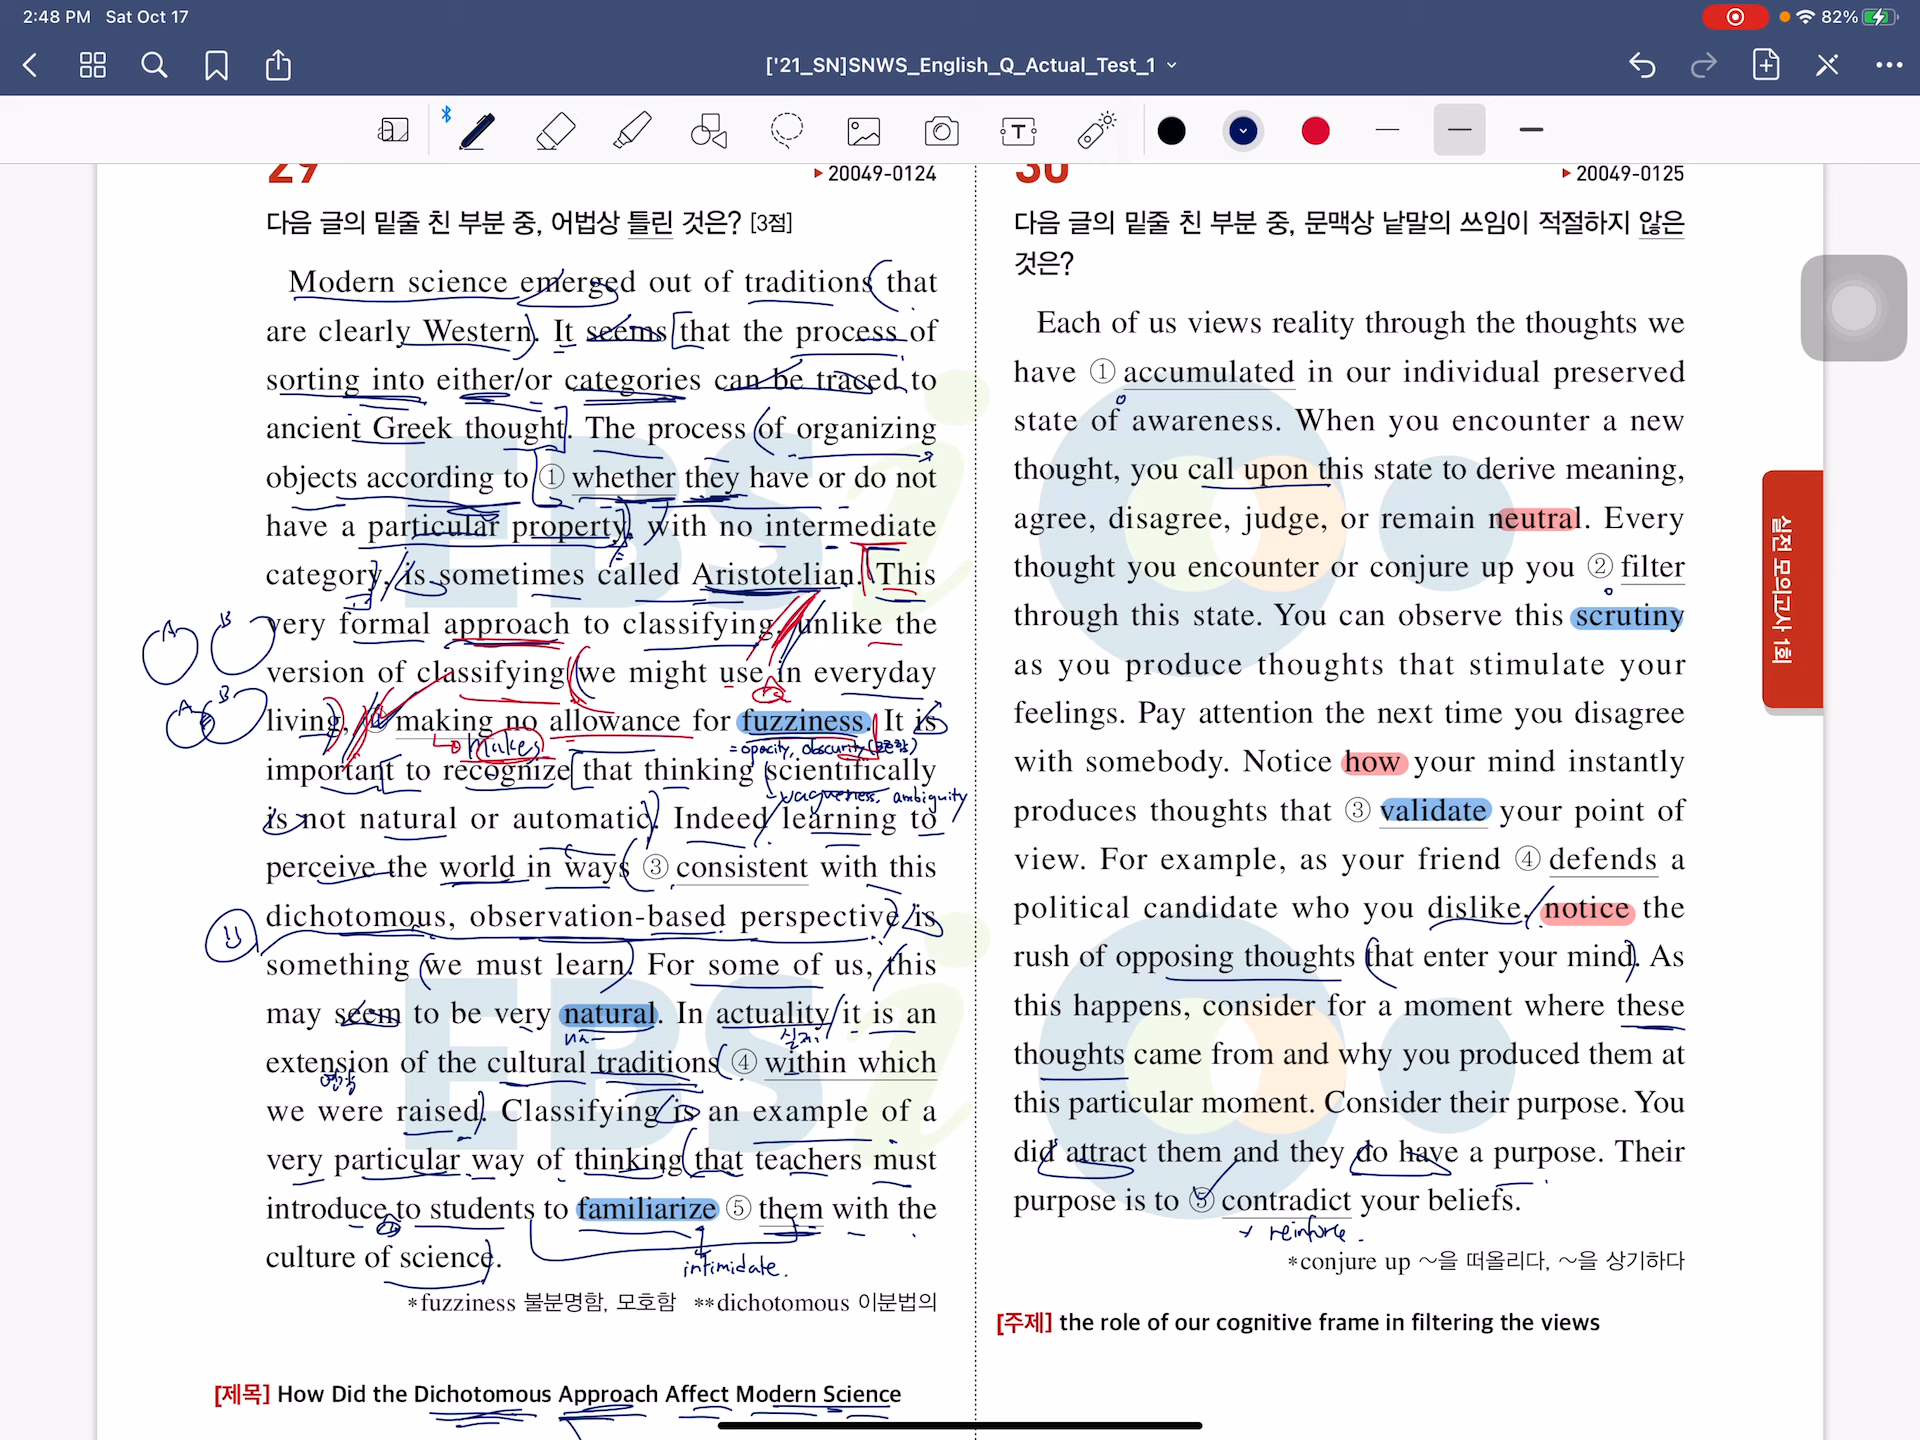 2:48 PM Sat Oct 17
82%
['21_SN]SNWS_English_Q_Actual_Test_1
29
20049-0124
다음 글의 밑줄 친 부분 중, 어법상 틀린 것은? [3점]
Modern science emerged out of traditions that
are clearly Western. It seems that the process of
sorting into either/or categories can be traced to
ancient Greek thought. The process of organizing
objects according to ① whether they have or do not
have a particular property, with no intermediate
category, is sometimes called Aristotelian. This
very formal approach to classifying, unlike the
version of classifying we might use in everyday
living, ② making no allowance for fuzziness. It is
makes
= opacity, obscurity
important to recognize that thinking scientifically
vagueness, ambiguity
is not natural or automatic. Indeed learning to
perceive the world in ways ③ consistent with this
dichotomous, observation-based perspective, is
something we must learn. For some of us, this
may seem to be very natural. In actuality it is an
extension of the cultural traditions ④ within which
we were raised. Classifying is an example of a
very particular way of thinking that teachers must
introduce to students to familiarize ⑤ them with the
culture of science.
intimidate.
A B
A B
*fuzziness 불분명함, 모호함 **dichotomous 이분법의
[제목] How Did the Dichotomous Approach Affect Modern Science
30
20049-0125
다음 글의 밑줄 친 부분 중, 문맥상 낱말의 쓰임이 적절하지 않은
것은?
Each of us views reality through the thoughts we
have ① accumulated in our individual preserved
state of awareness. When you encounter a new
thought, you call upon this state to derive meaning,
agree, disagree, judge, or remain neutral. Every
thought you encounter or conjure up you ② filter
through this state. You can observe this scrutiny
as you produce thoughts that stimulate your
feelings. Pay attention the next time you disagree
with somebody. Notice how your mind instantly
produces thoughts that ③ validate your point of
view. For example, as your friend ④ defends a
political candidate who you dislike, notice the
rush of opposing thoughts that enter your mind. As
this happens, consider for a moment where these
thoughts came from and why you produced them at
this particular moment. Consider their purpose. You
did attract them and they do have a purpose. Their
purpose is to ⑤ contradict your beliefs.
→ reinforce.
*conjure up ~을 떠올리다, ~을 상기하다
[주제] the role of our cognitive frame in filtering the views
실전 모의고사 1회
EBSi
EBSi